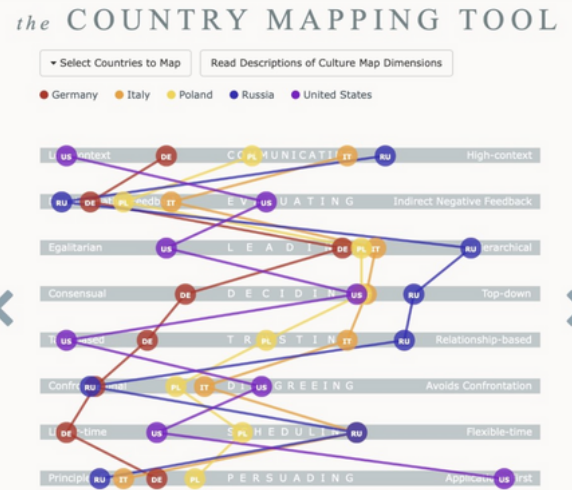 the COUNTRY MAPPING TOOL
Select Countries to Map Read Descriptions of Culture Map Dimensions
Germany Italy Poland Russia United States
US DE PL IT RU High-context
RU DE PL IT US Indirect Negative Feedback
Egalitarian US DE PL IT RU
Consensual DE US RU Top-down
US DE PL IT RU Relationship-based
RU PL IT US Avoids Confrontation
DE US PL RU Flexible-time
RU IT DE PL PERSUADING US